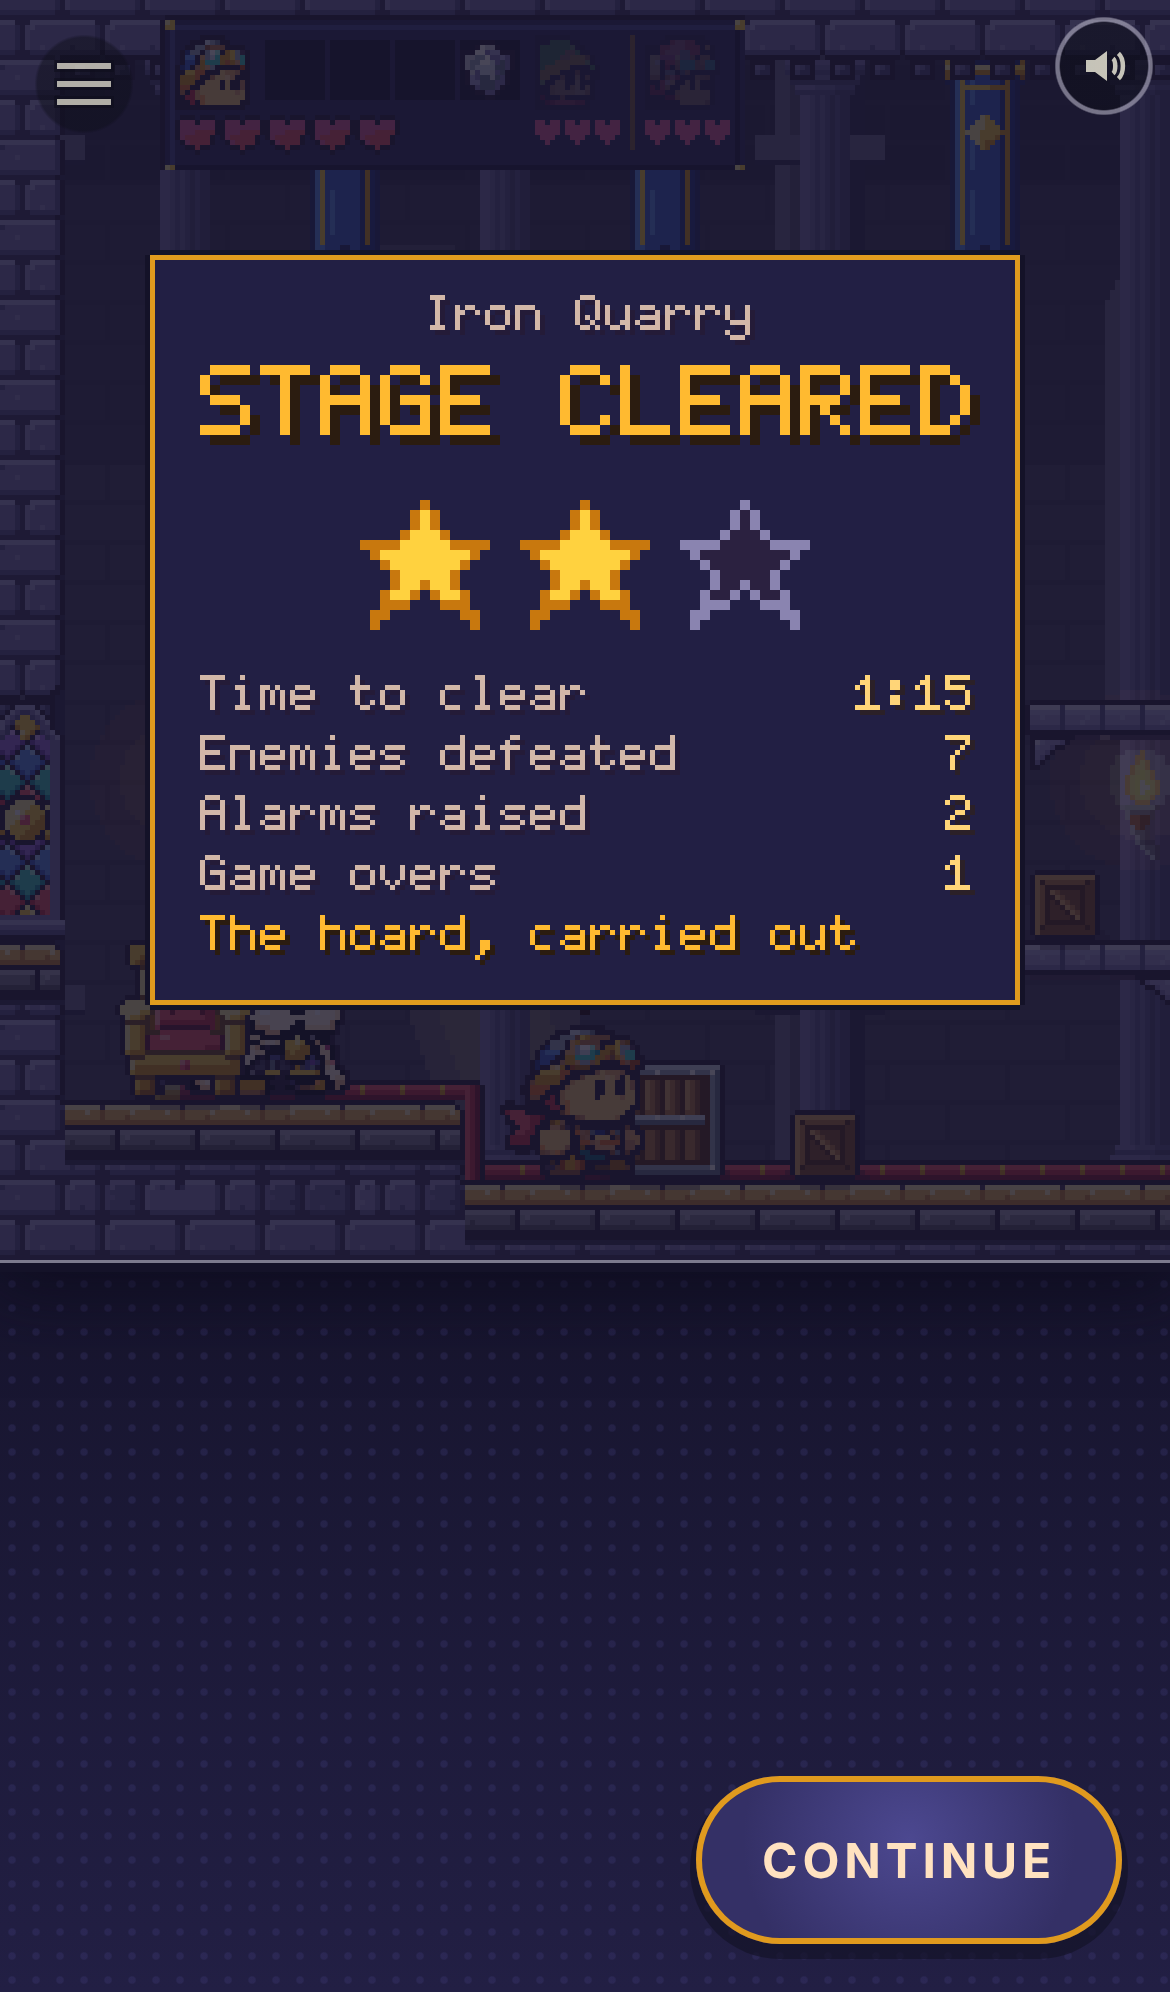 Iron Quarry
STAGE CLEARED
Time to clear 1:15
Enemies defeated 7
Alarms raised 2
Game overs 1
The hoard, carried out
CONTINUE